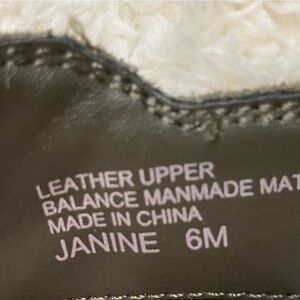 LEATHER UPPER
BALANCE MANMADE MAT
MADE IN CHINA
JANINE 6M